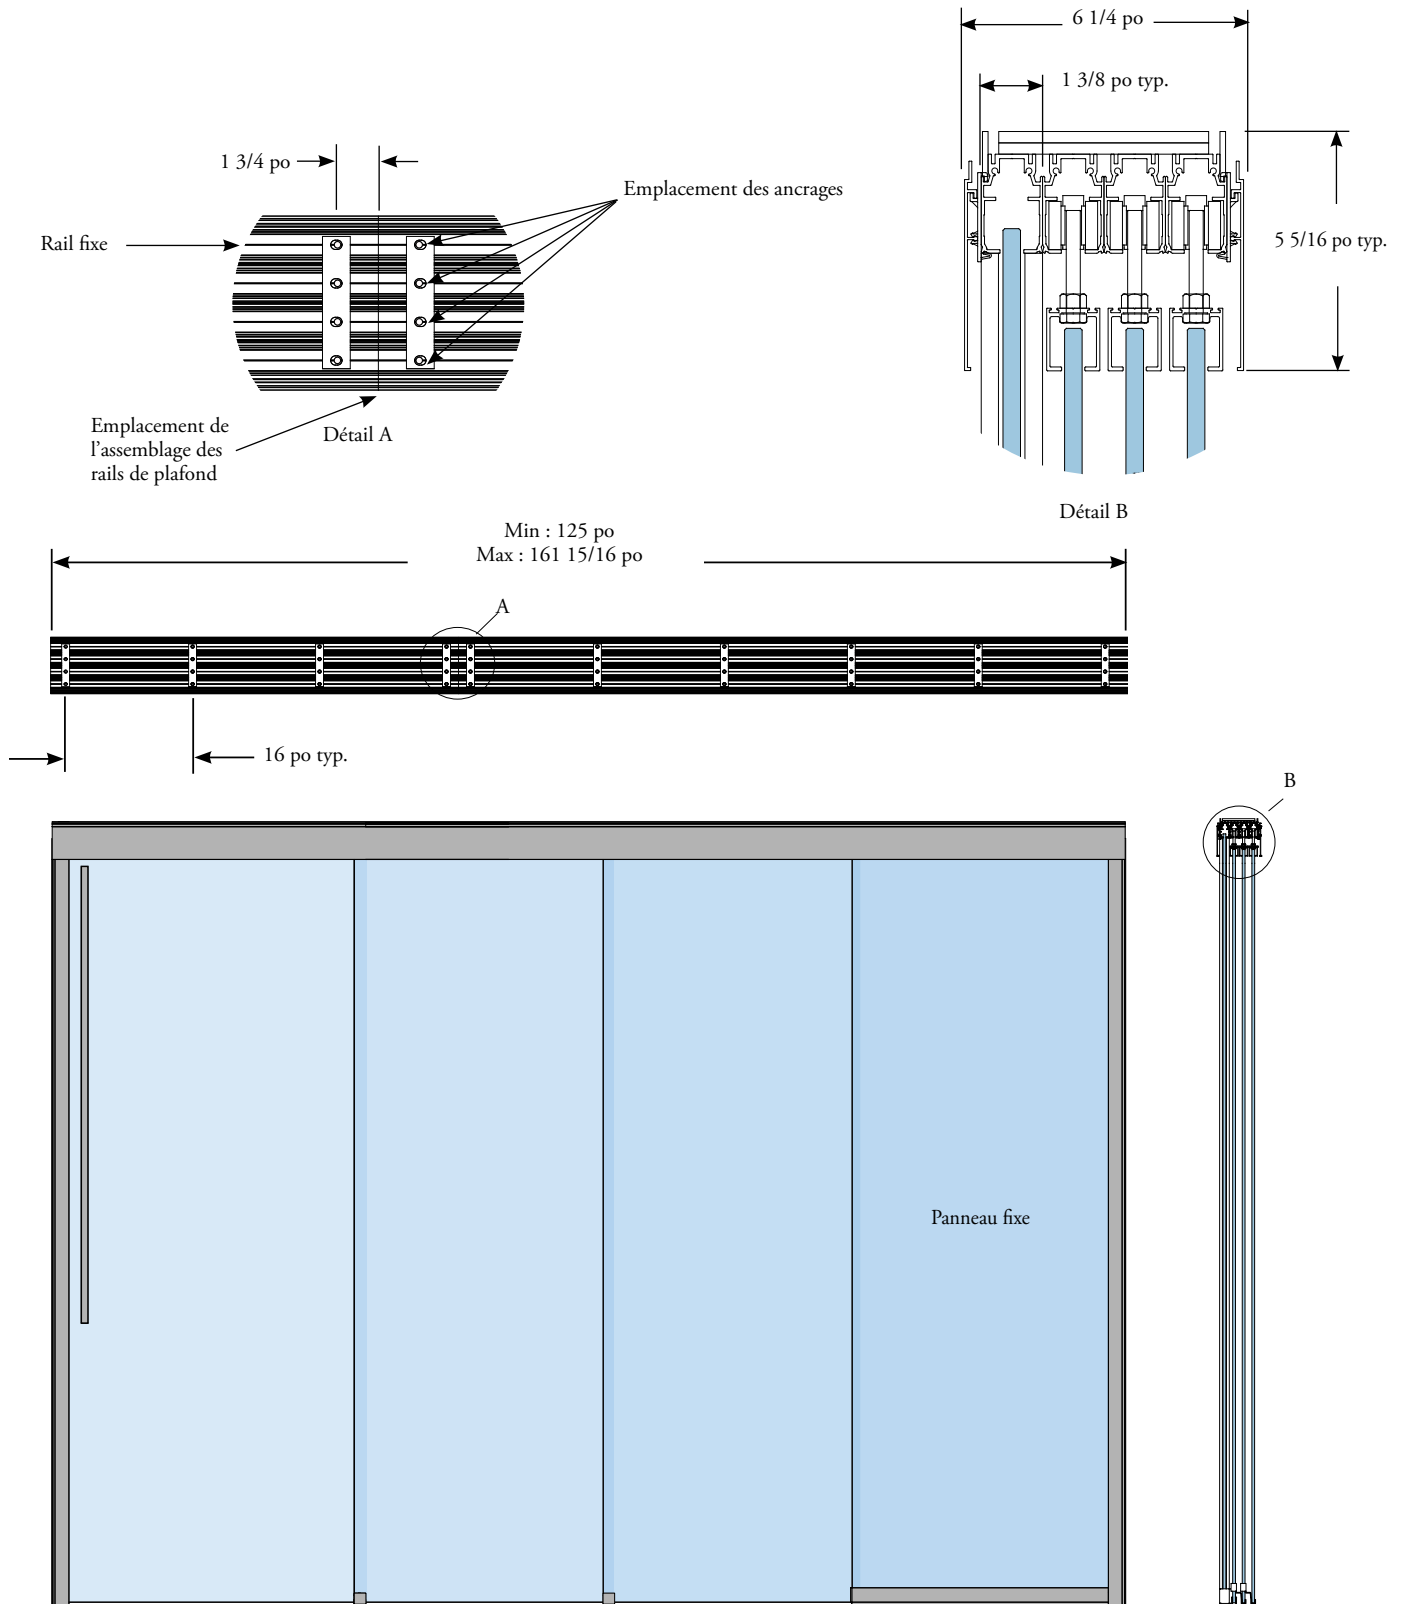 6 1/4 po
1 3/8 po typ.
1 3/4 po
Emplacement des ancrages
Rail fixe
5 5/16 po typ.
Emplacement de
l'assemblage des
rails de plafond
Détail A
Détail B
Min : 125 po
Max : 161 15/16 po
A
16 po typ.
B
Panneau fixe